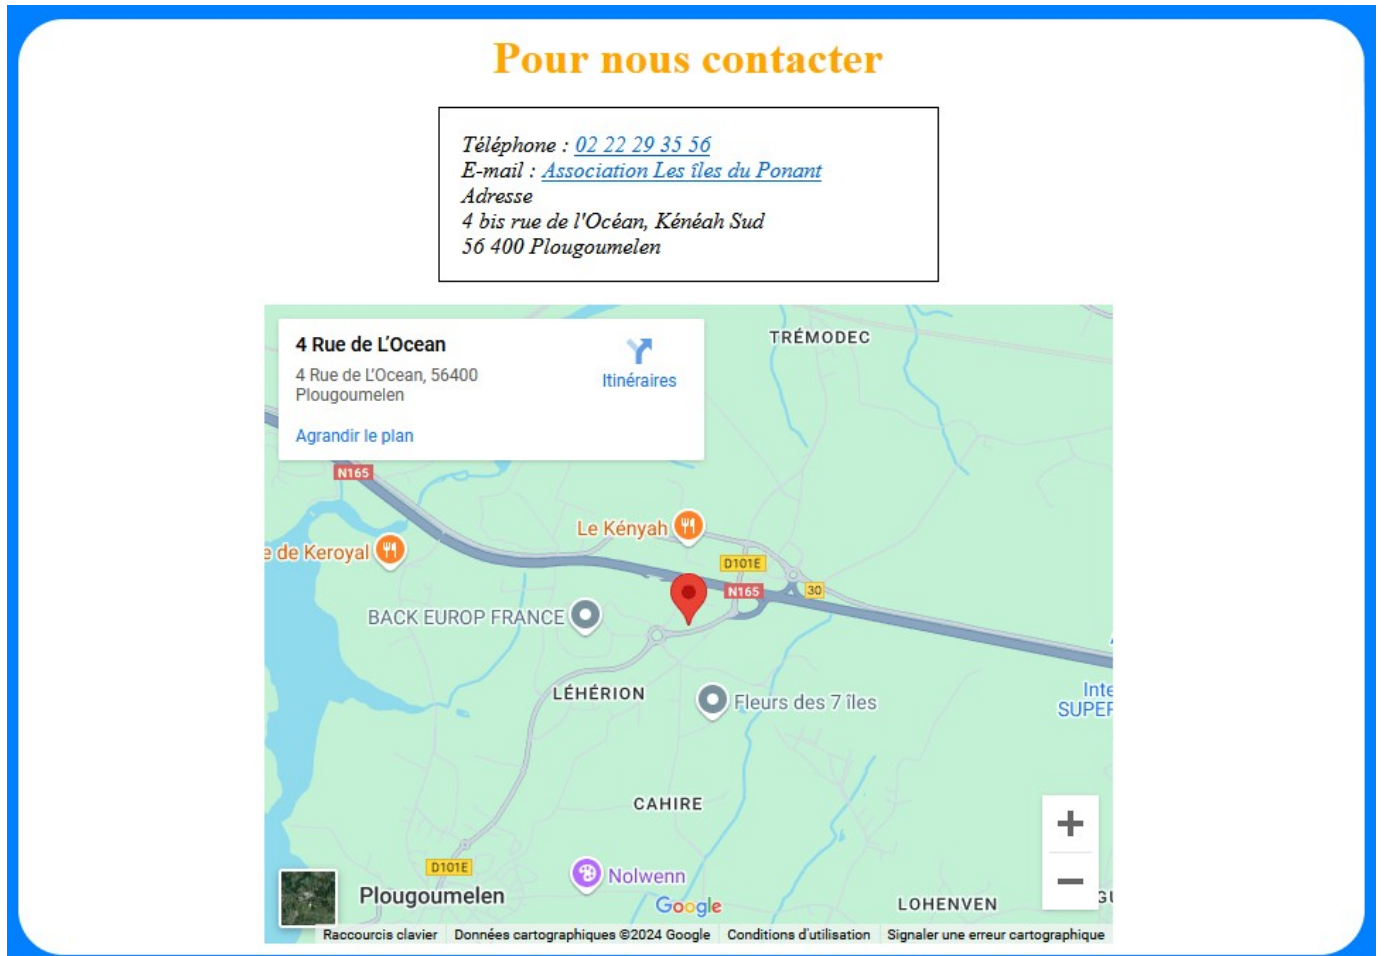 Pour nous contacter
Téléphone : 02 22 29 35 56
E-mail : Association Les îles du Ponant
Adresse
4 bis rue de l'Océan, Kénéah Sud
56 400 Plougoumelen
4 Rue de L'Ocean
4 Rue de L'Ocean, 56400
Plougoumelen
Itinéraires
Agrandir le plan
TRÉMODEC
N165
Le Kényah
e de Keroyal
D101E
N165
30
BACK EUROP FRANCE
LÉHÉRION
Fleurs des 7 îles
Inte
SUPER
CAHIRE
D101E
Nolwenn
Plougoumelen
Google
LOHENVEN
Raccourcis clavier
Données cartographiques ©2024 Google
Conditions d'utilisation
Signaler une erreur cartographique